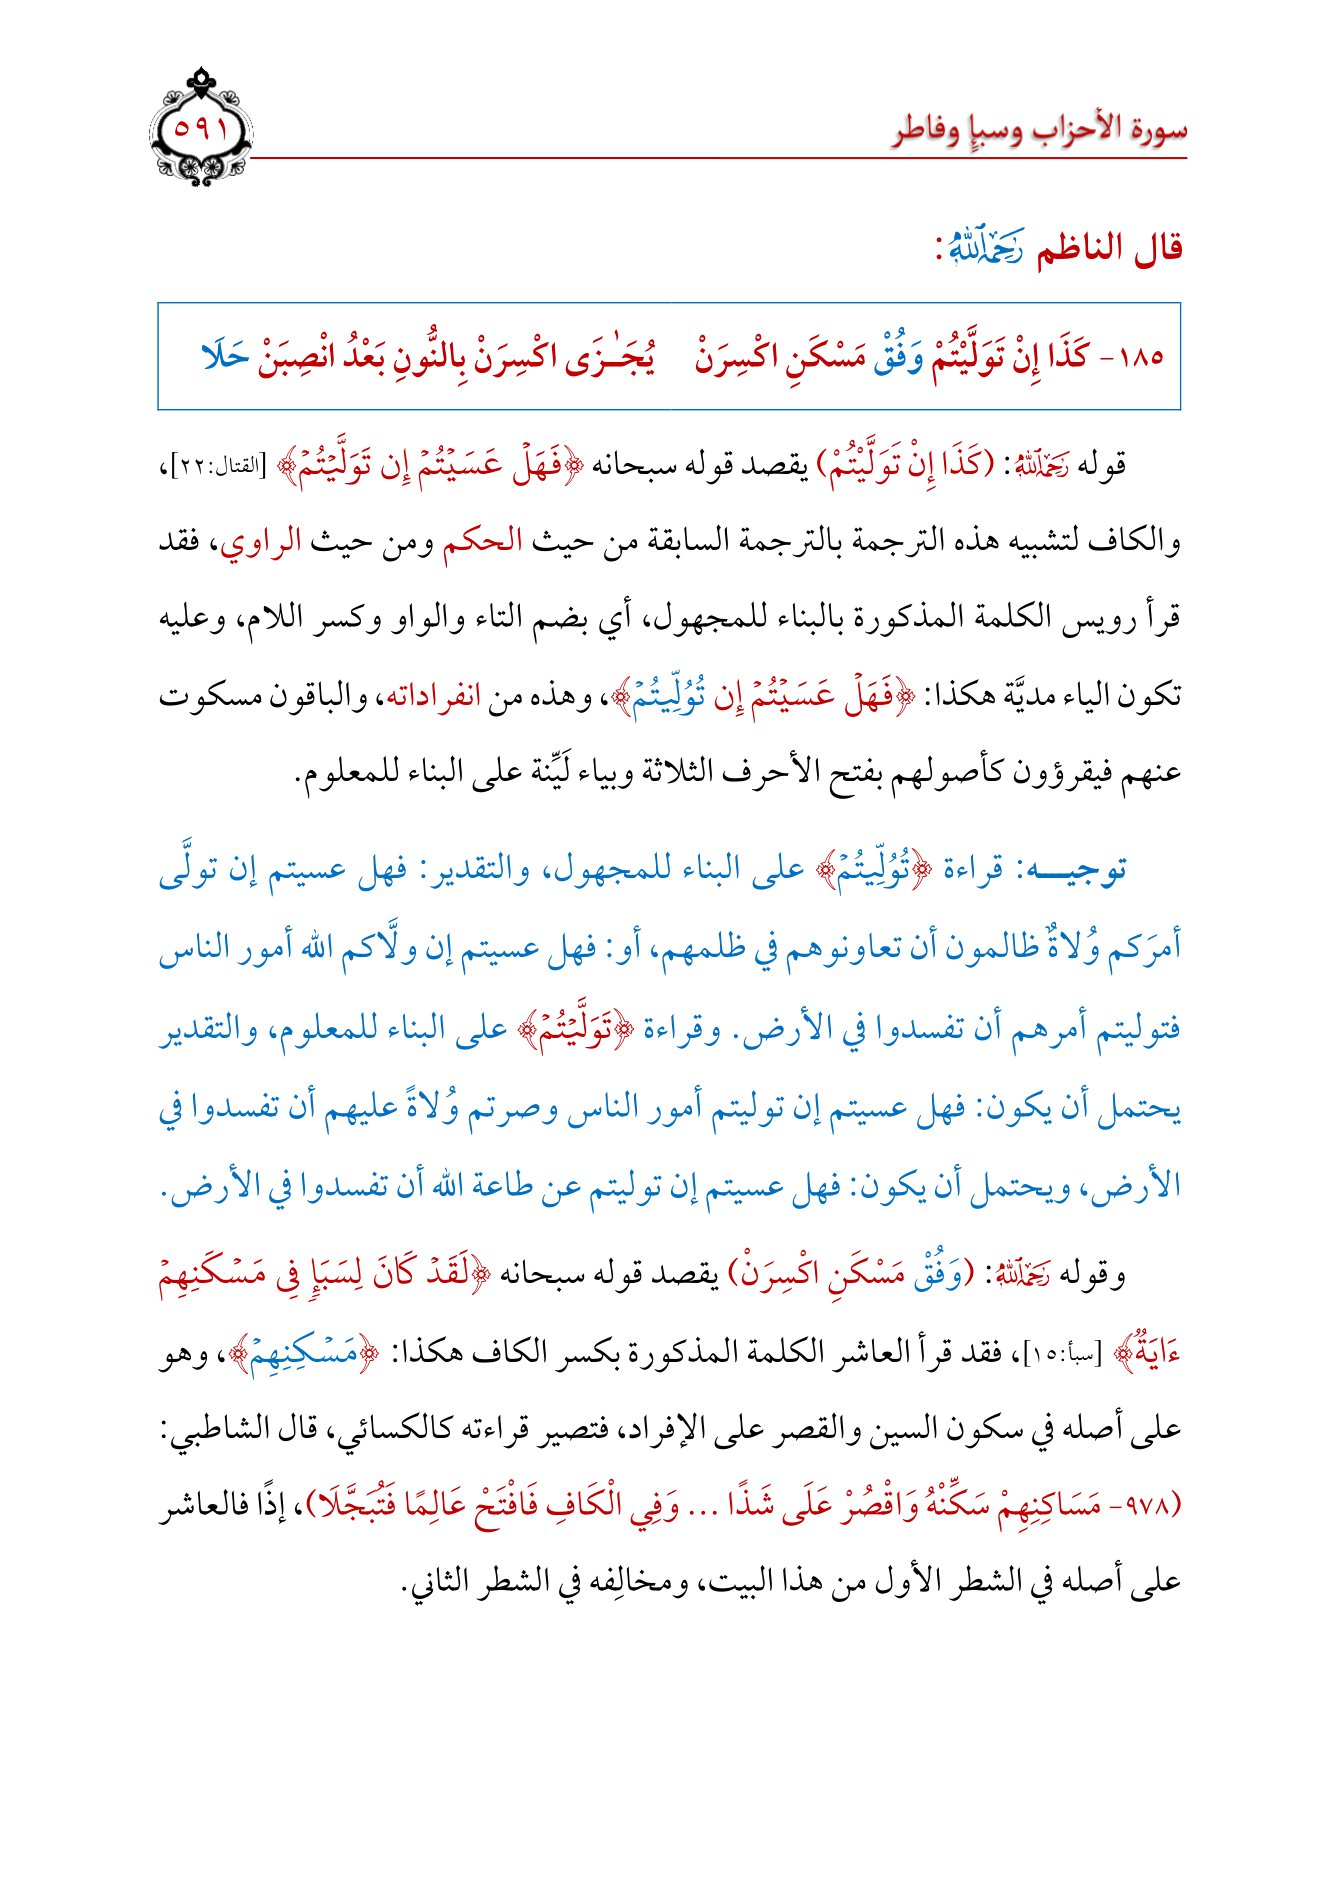 سورة الأحزاب وسبإٍ وفاطر
٥٩١
قال الناظم رَحِمَهُ ٱللَّهُ:
١٨٥- كَذَا إِنْ تَوَلَّيْتُمْ وَفُقْ مَسْكَنِ اكْسِرَنْ يُجَـٰزَى اكْسِرَنْ بِالنُّونِ بَعْدُ انْصِبَنْ حَلَا
قوله رَحِمَهُ ٱللَّهُ: (كَذَا إِنْ تَوَلَّيْتُمْ) يقصد قوله سبحانه ﴿فَهَلۡ عَسَيۡتُمۡ إِن تَوَلَّيۡتُمۡ﴾ [القتال:٢٢]،
والكاف لتشبيه هذه الترجمة بالترجمة السابقة من حيث الحكم ومن حيث الراوي، فقد
قرأ رويس الكلمة المذكورة بالبناء للمجهول، أي بضم التاء والواو وكسر اللام، وعليه
تكون الياء مديَّة هكذا: ﴿فَهَلۡ عَسَيۡتُمۡ إِن تُوُلِّيتُمۡ﴾، وهذه من انفراداته، والباقون مسكوت
عنهم فيقرؤون كأصولهم بفتح الأحرف الثلاثة وبياء لَيِّنة على البناء للمعلوم.
توجيـــه: قراءة ﴿تُوُلِّيتُمۡ﴾ على البناء للمجهول، والتقدير: فهل عسيتم إن تولَّى
أمرَكم وُلاةٌ ظالمون أن تعاونوهم في ظلمهم، أو: فهل عسيتم إن ولَّاكم الله أمور الناس
فتوليتم أمرهم أن تفسدوا في الأرض. وقراءة ﴿تَوَلَّيۡتُمۡ﴾ على البناء للمعلوم، والتقدير
يحتمل أن يكون: فهل عسيتم إن توليتم أمور الناس وصرتم وُلاةً عليهم أن تفسدوا في
الأرض، ويحتمل أن يكون: فهل عسيتم إن توليتم عن طاعة الله أن تفسدوا في الأرض.
وقوله رَحِمَهُ ٱللَّهُ: (وَفُقْ مَسْكَنِ اكْسِرَنْ) يقصد قوله سبحانه ﴿لَقَدۡ كَانَ لِسَبَإٖ فِى مَسۡكَنِهِمۡ
ءَايَةٌ﴾ [سبأ:١٥]، فقد قرأ العاشر الكلمة المذكورة بكسر الكاف هكذا: ﴿مَسۡكِنِهِمۡ﴾، وهو
على أصله في سكون السين والقصر على الإفراد، فتصير قراءته كالكسائي، قال الشاطبي:
(٩٧٨- مَسَاكِنِهِمْ سَكِّنْهُ وَاقْصُرْ عَلَى شَذًا ... وَفِي الْكَافِ فَافْتَحْ عَالِمًا فَتُبَجَّلَا)، إذًا فالعاشر
على أصله في الشطر الأول من هذا البيت، ومخالِفه في الشطر الثاني.